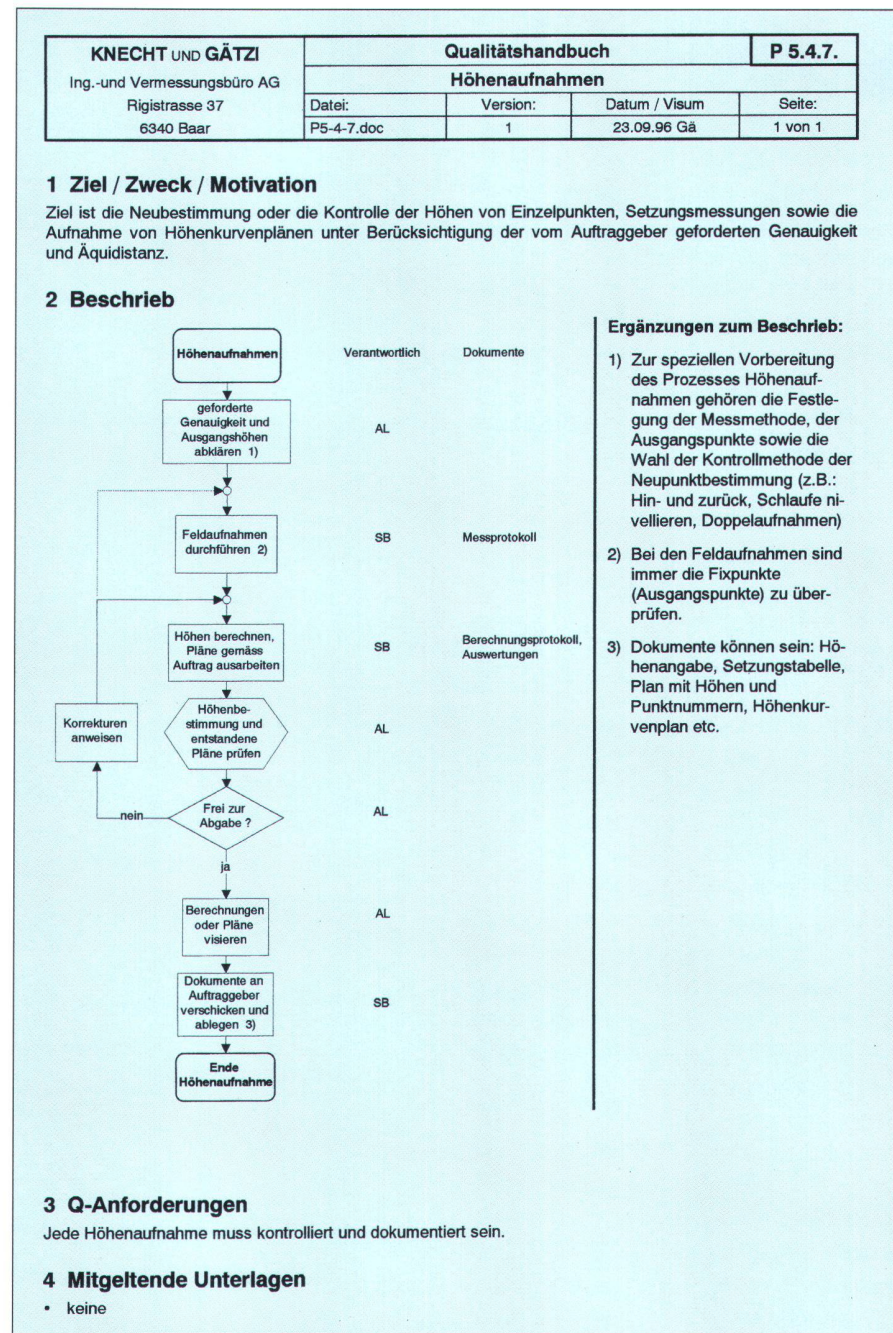 KNECHT UND GÄTZI
Ing.-und Vermessungsbüro AG
Rigistrasse 37
6340 Baar
Qualitätshandbuch
P 5.4.7.
Höhenaufnahmen
Datei:
Version:
Datum / Visum
Seite:
P5-4-7.doc
1
23.09.96 Gä
1 von 1
1 Ziel / Zweck / Motivation
Ziel ist die Neubestimmung oder die Kontrolle der Höhen von Einzelpunkten, Setzungsmessungen sowie die
Aufnahme von Höhenkurvenplänen unter Berücksichtigung der vom Auftraggeber geforderten Genauigkeit
und Äquidistanz.
2 Beschrieb
Höhenaufnahmen
Verantwortlich
Dokumente
geforderte
Genauigkeit und
Ausgangshöhen
abklären 1)
AL
Feldaufnahmen
durchführen 2)
SB
Messprotokoll
Höhen berechnen,
Pläne gemäss
Auftrag ausarbeiten
SB
Berechnungsprotokoll,
Auswertungen
Korrekturen
anweisen
Höhenbe-
stimmung und
entstandene
Pläne prüfen
AL
nein
Frei zur
Abgabe ?
AL
ja
Berechnungen
oder Pläne
visieren
AL
Dokumente an
Auftraggeber
verschicken und
ablegen 3)
SB
Ende
Höhenaufnahme
Ergänzungen zum Beschrieb:
1) Zur speziellen Vorbereitung
des Prozesses Höhenauf-
nahmen gehören die Festle-
gung der Messmethode, der
Ausgangspunkte sowie die
Wahl der Kontrollmethode der
Neupunktbestimmung (z.B.:
Hin- und zurück, Schlaufe ni-
vellieren, Doppelaufnahmen)
2) Bei den Feldaufnahmen sind
immer die Fixpunkte
(Ausgangspunkte) zu über-
prüfen.
3) Dokumente können sein: Hö-
henangabe, Setzungstabelle,
Plan mit Höhen und
Punktnummern, Höhenkur-
venplan etc.
3 Q-Anforderungen
Jede Höhenaufnahme muss kontrolliert und dokumentiert sein.
4 Mitgeltende Unterlagen
• keine